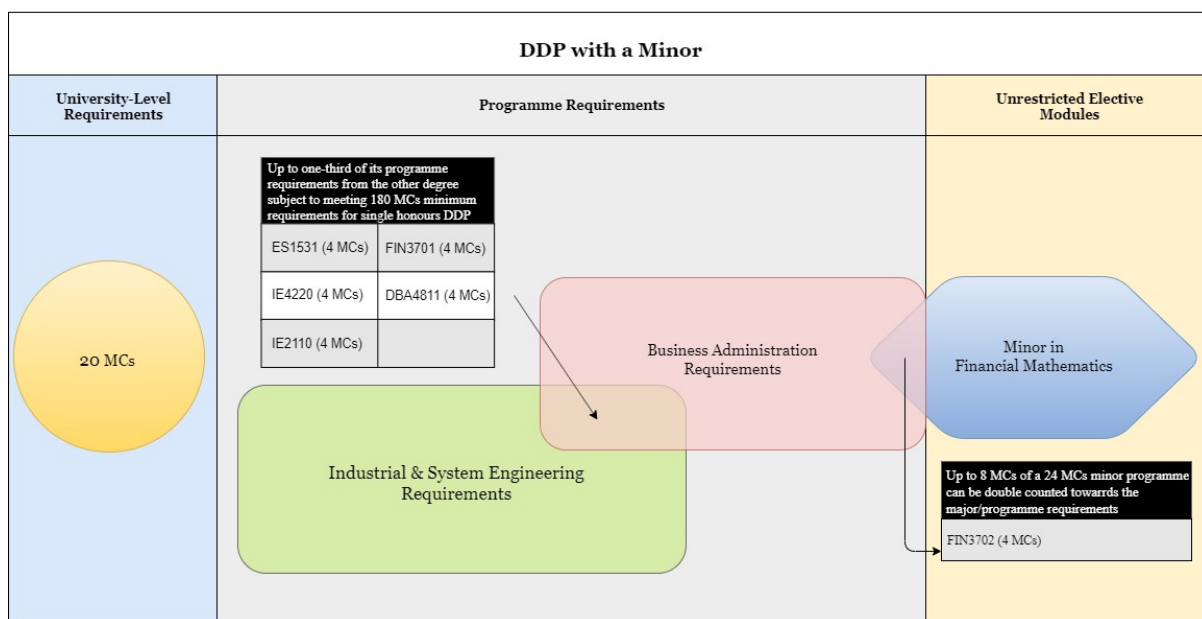 DDP with a Minor
University-Level
Requirements
Programme Requirements
Unrestricted Elective
Modules
Up to one-third of its programme
requirements from the other degree
subject to meeting 180 MCs minimum
requirements for single honours DDP
ES1531 (4 MCs)
FIN3701 (4 MCs)
IE4220 (4 MCs)
DBA4811 (4 MCs)
IE2110 (4 MCs)
20 MCs
Business Administration
Requirements
Minor in
Financial Mathematics
Industrial & System Engineering
Requirements
Up to 8 MCs of a 24 MCs minor programme
can be double counted towarrds the
major/programme requirements
FIN3702 (4 MCs)